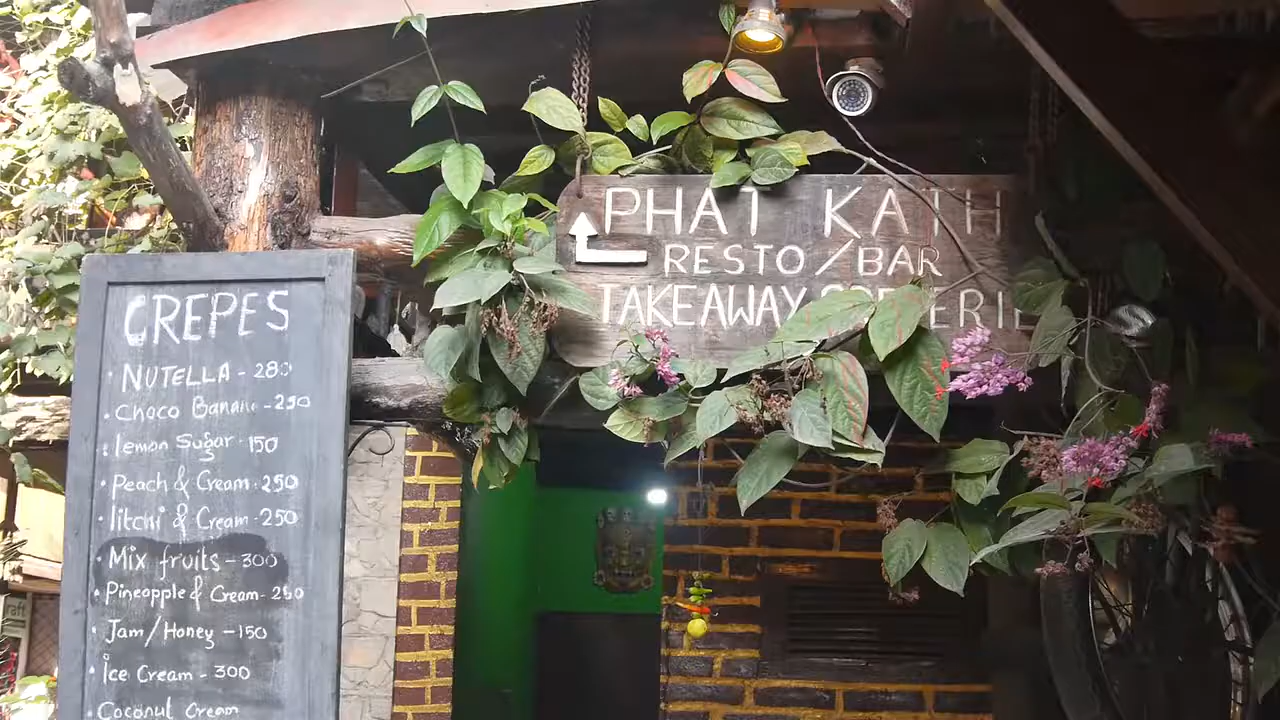 CREPES
• NUTELLA - 280
• Choco Banana - 250
• lemon Sugar - 150
• Peach & Cream - 250
• litchi & Cream - 250
• Mix fruits - 300
• Pineapple & Cream - 250
• Jam/Honey - 150
• Ice Cream - 300
• Coconut Cream
PHAT KATH
RESTO/BAR
TAKEAWAY